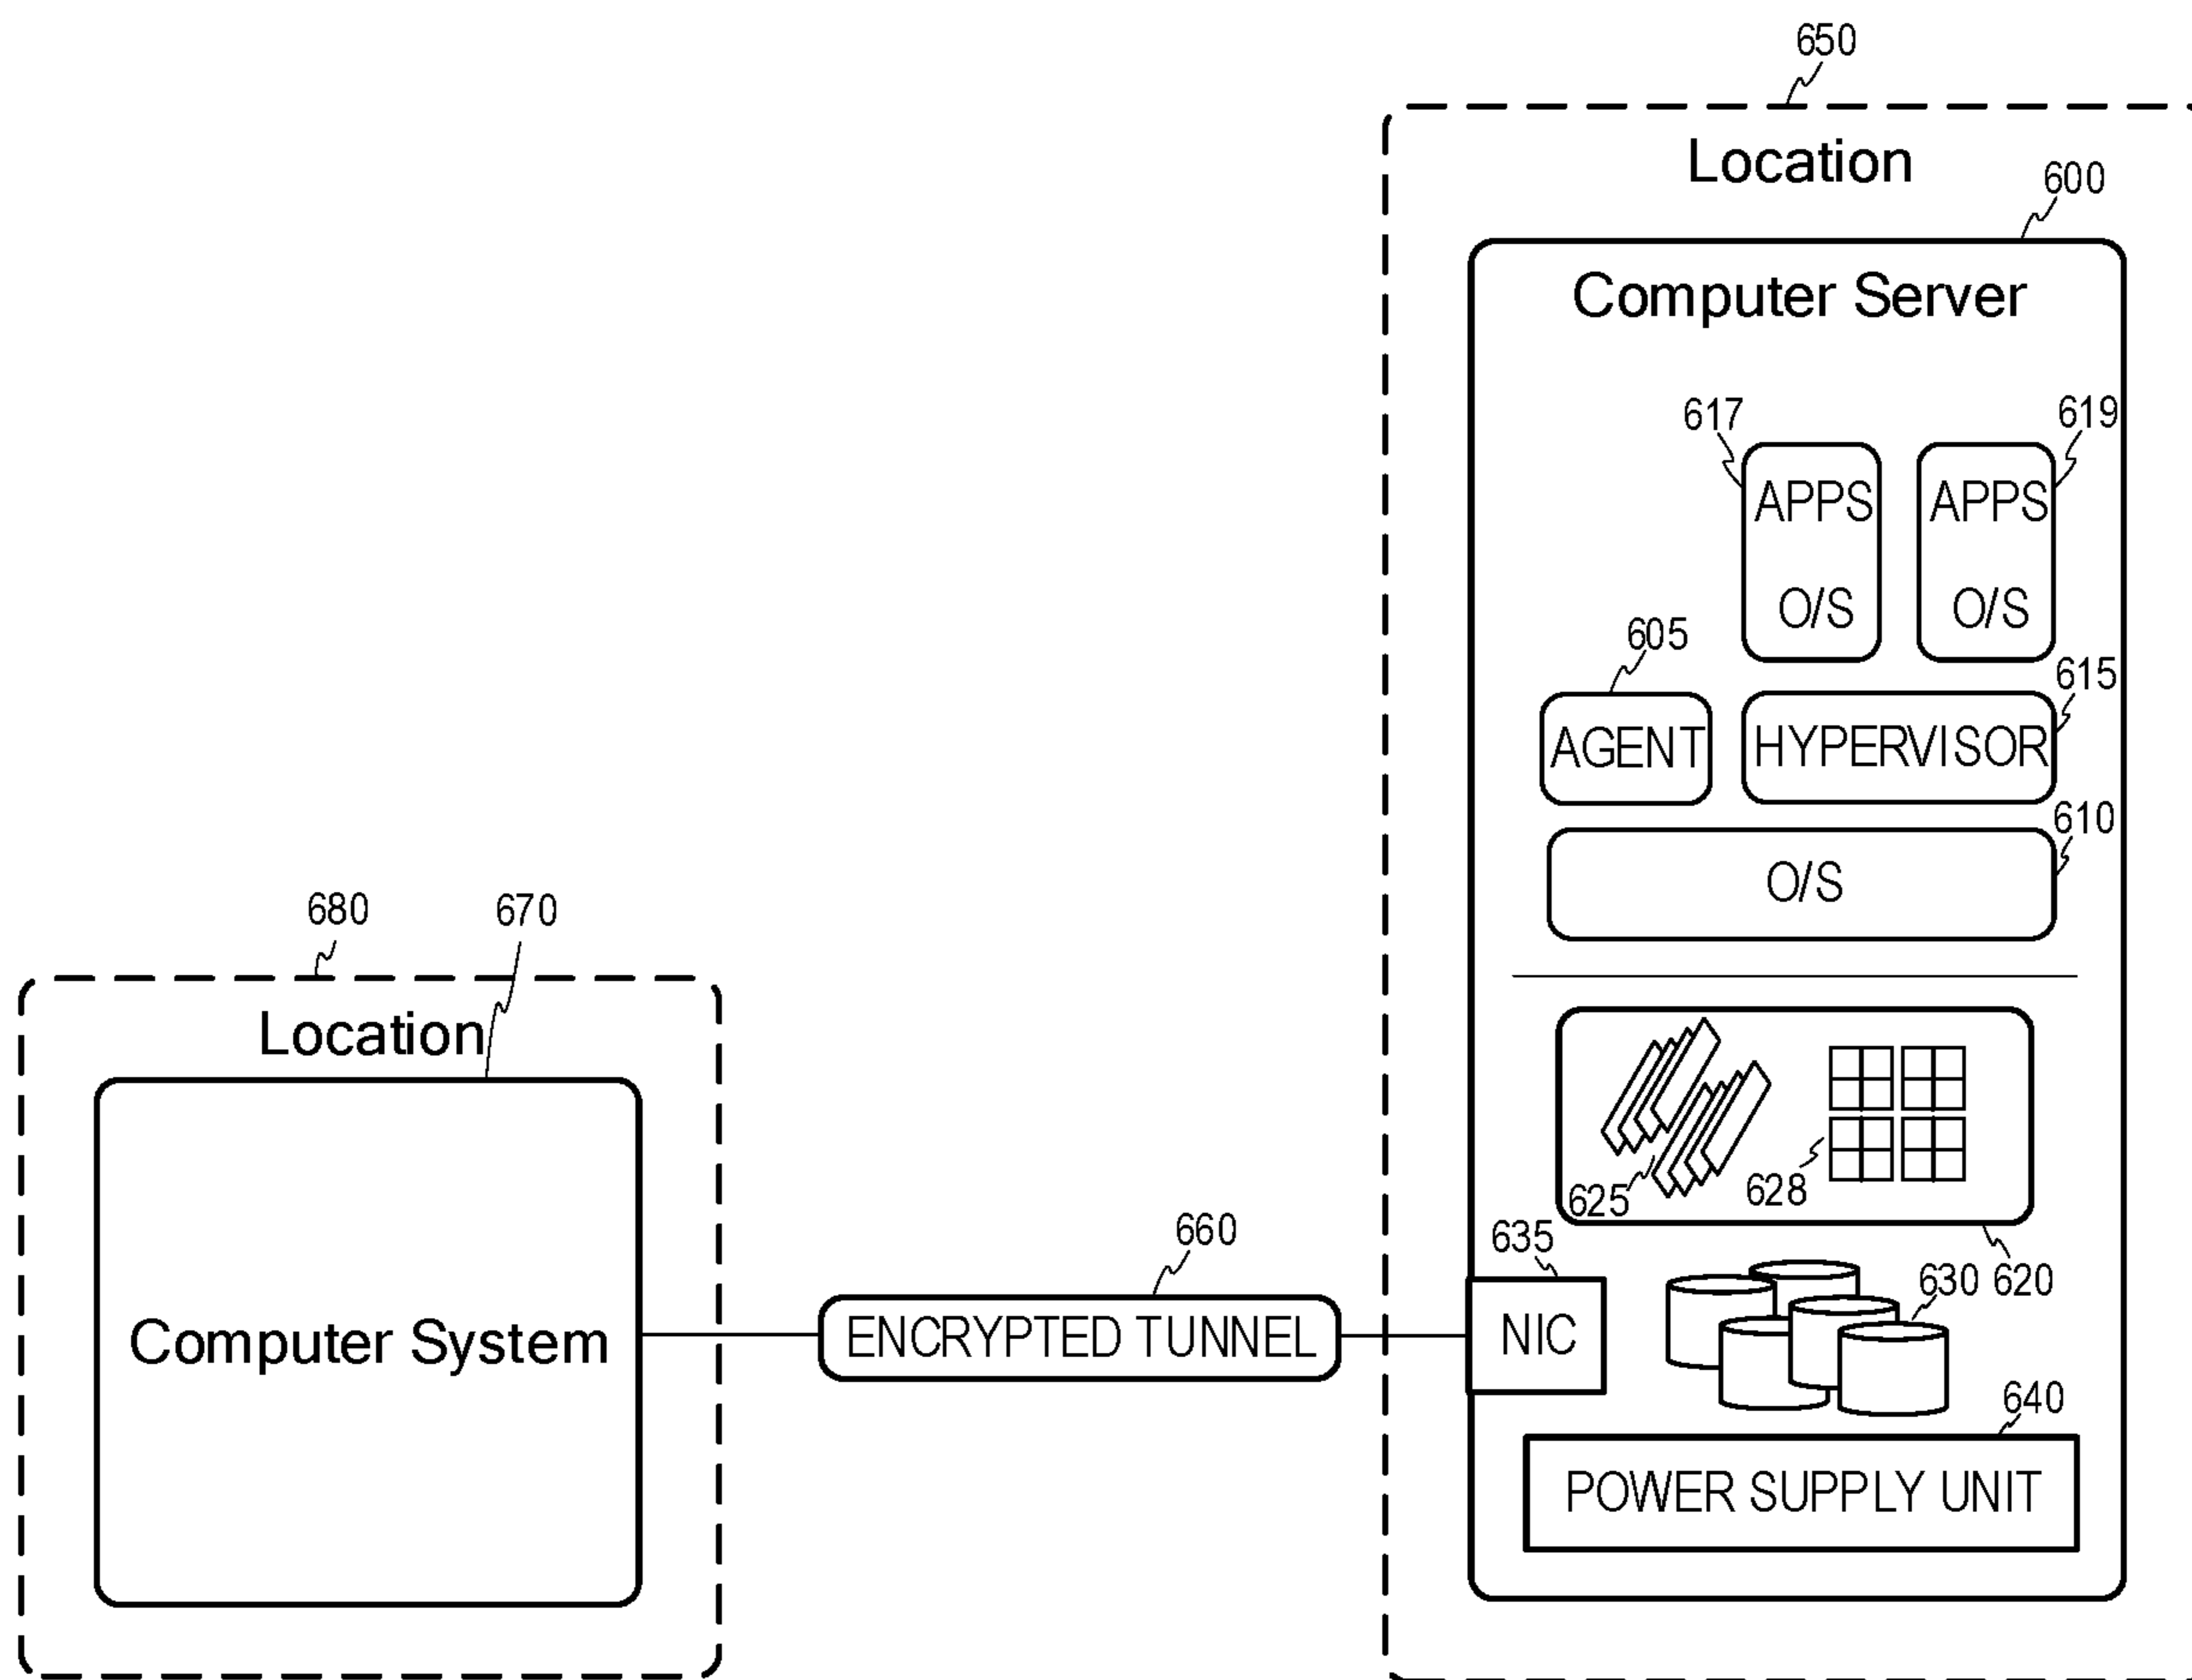 650
Location
600
Computer Server
617
619
APPS
APPS
O/S
O/S
605
615
AGENT
HYPERVISOR
610
O/S
680
670
Location
Computer System
625
628
660
635
630
620
ENCRYPTED TUNNEL
NIC
640
POWER SUPPLY UNIT